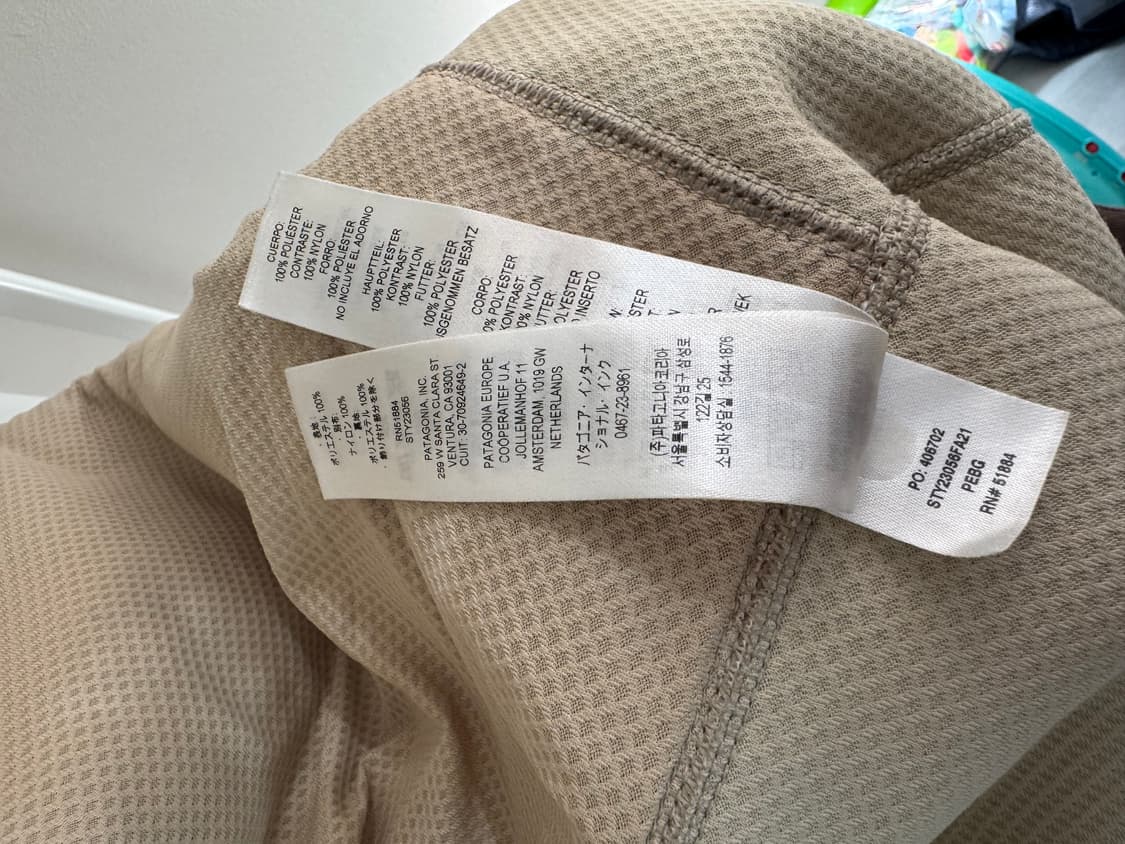 CUERPO:
100% POLIÉSTER
CONTRASTE:
100% NYLON
FORRO:
100% POLIÉSTER
NO INCLUYE EL ADORNO
HAUPTTEIL:
100% POLYESTER
KONTRAST:
100% NYLON
FUTTER:
100% POLYESTER
SGENOMMEN BESATZ
CORPO:
0% POLYESTER
KONTRAST:
0% NYLON
UTTER:
OLYESTER
INSERTO
STER
VEK
・表地:
ポリエステル 100%
・別布:
ナイロン 100%
・裏地:
ポリエステル 100%
・飾り付け部分を除く
RN51884
STY23056
PATAGONIA, INC.
259 W SANTA CLARA ST
VENTURA, CA 93001
CUIT: 30-70924649-2
PATAGONIA EUROPE
COOPERATIEF U.A.
JOLLEMANHOF 11
AMSTERDAM, 1019 GW
NETHERLANDS
パタゴニア・インターナ
ショナル・インク
0467-23-8961
(주)파타고니아코리아
서울특별시 강남구 삼성로
122길 25
소비자상담실 1544-1876
PO: 406702
STY23056FA21
PEBG
RN# 51884